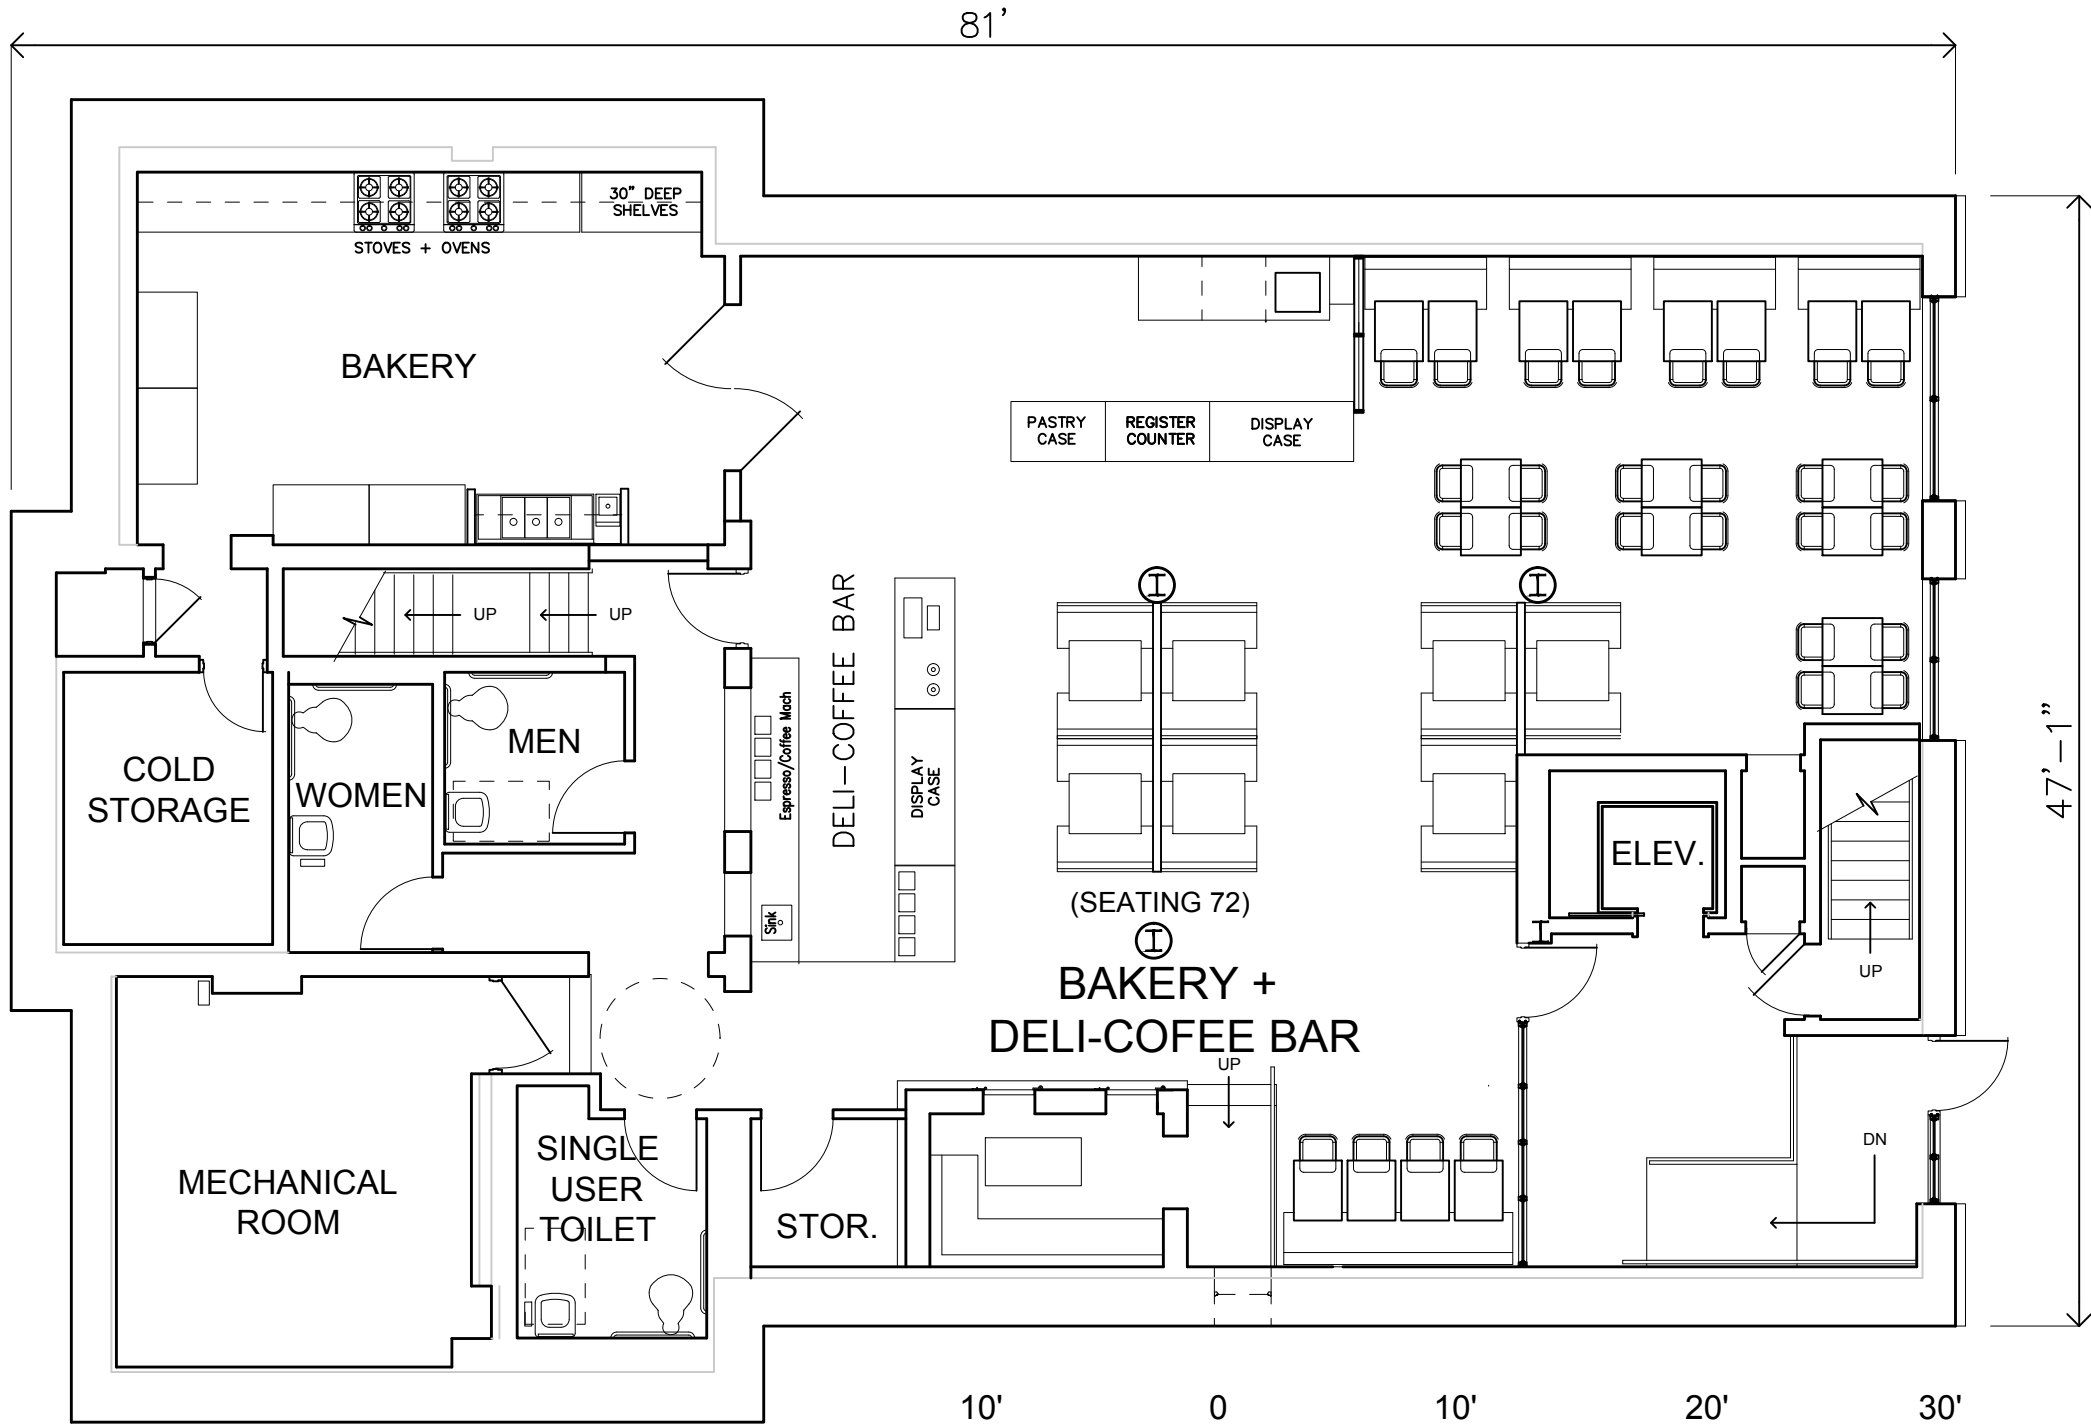 81'
30" DEEP
SHELVES
STOVES + OVENS
BAKERY
PASTRY
CASE
REGISTER
COUNTER
DISPLAY
CASE
UP
UP
DELI-COFFEE BAR
Espresso/Coffee Mach
DISPLAY
CASE
Sink
MEN
WOMEN
COLD
STORAGE
47'-1"
ELEV.
(SEATING 72)
BAKERY +
DELI-COFEE BAR
UP
UP
DN
MECHANICAL
ROOM
SINGLE
USER
TOILET
STOR.
10' 0 10' 20' 30'